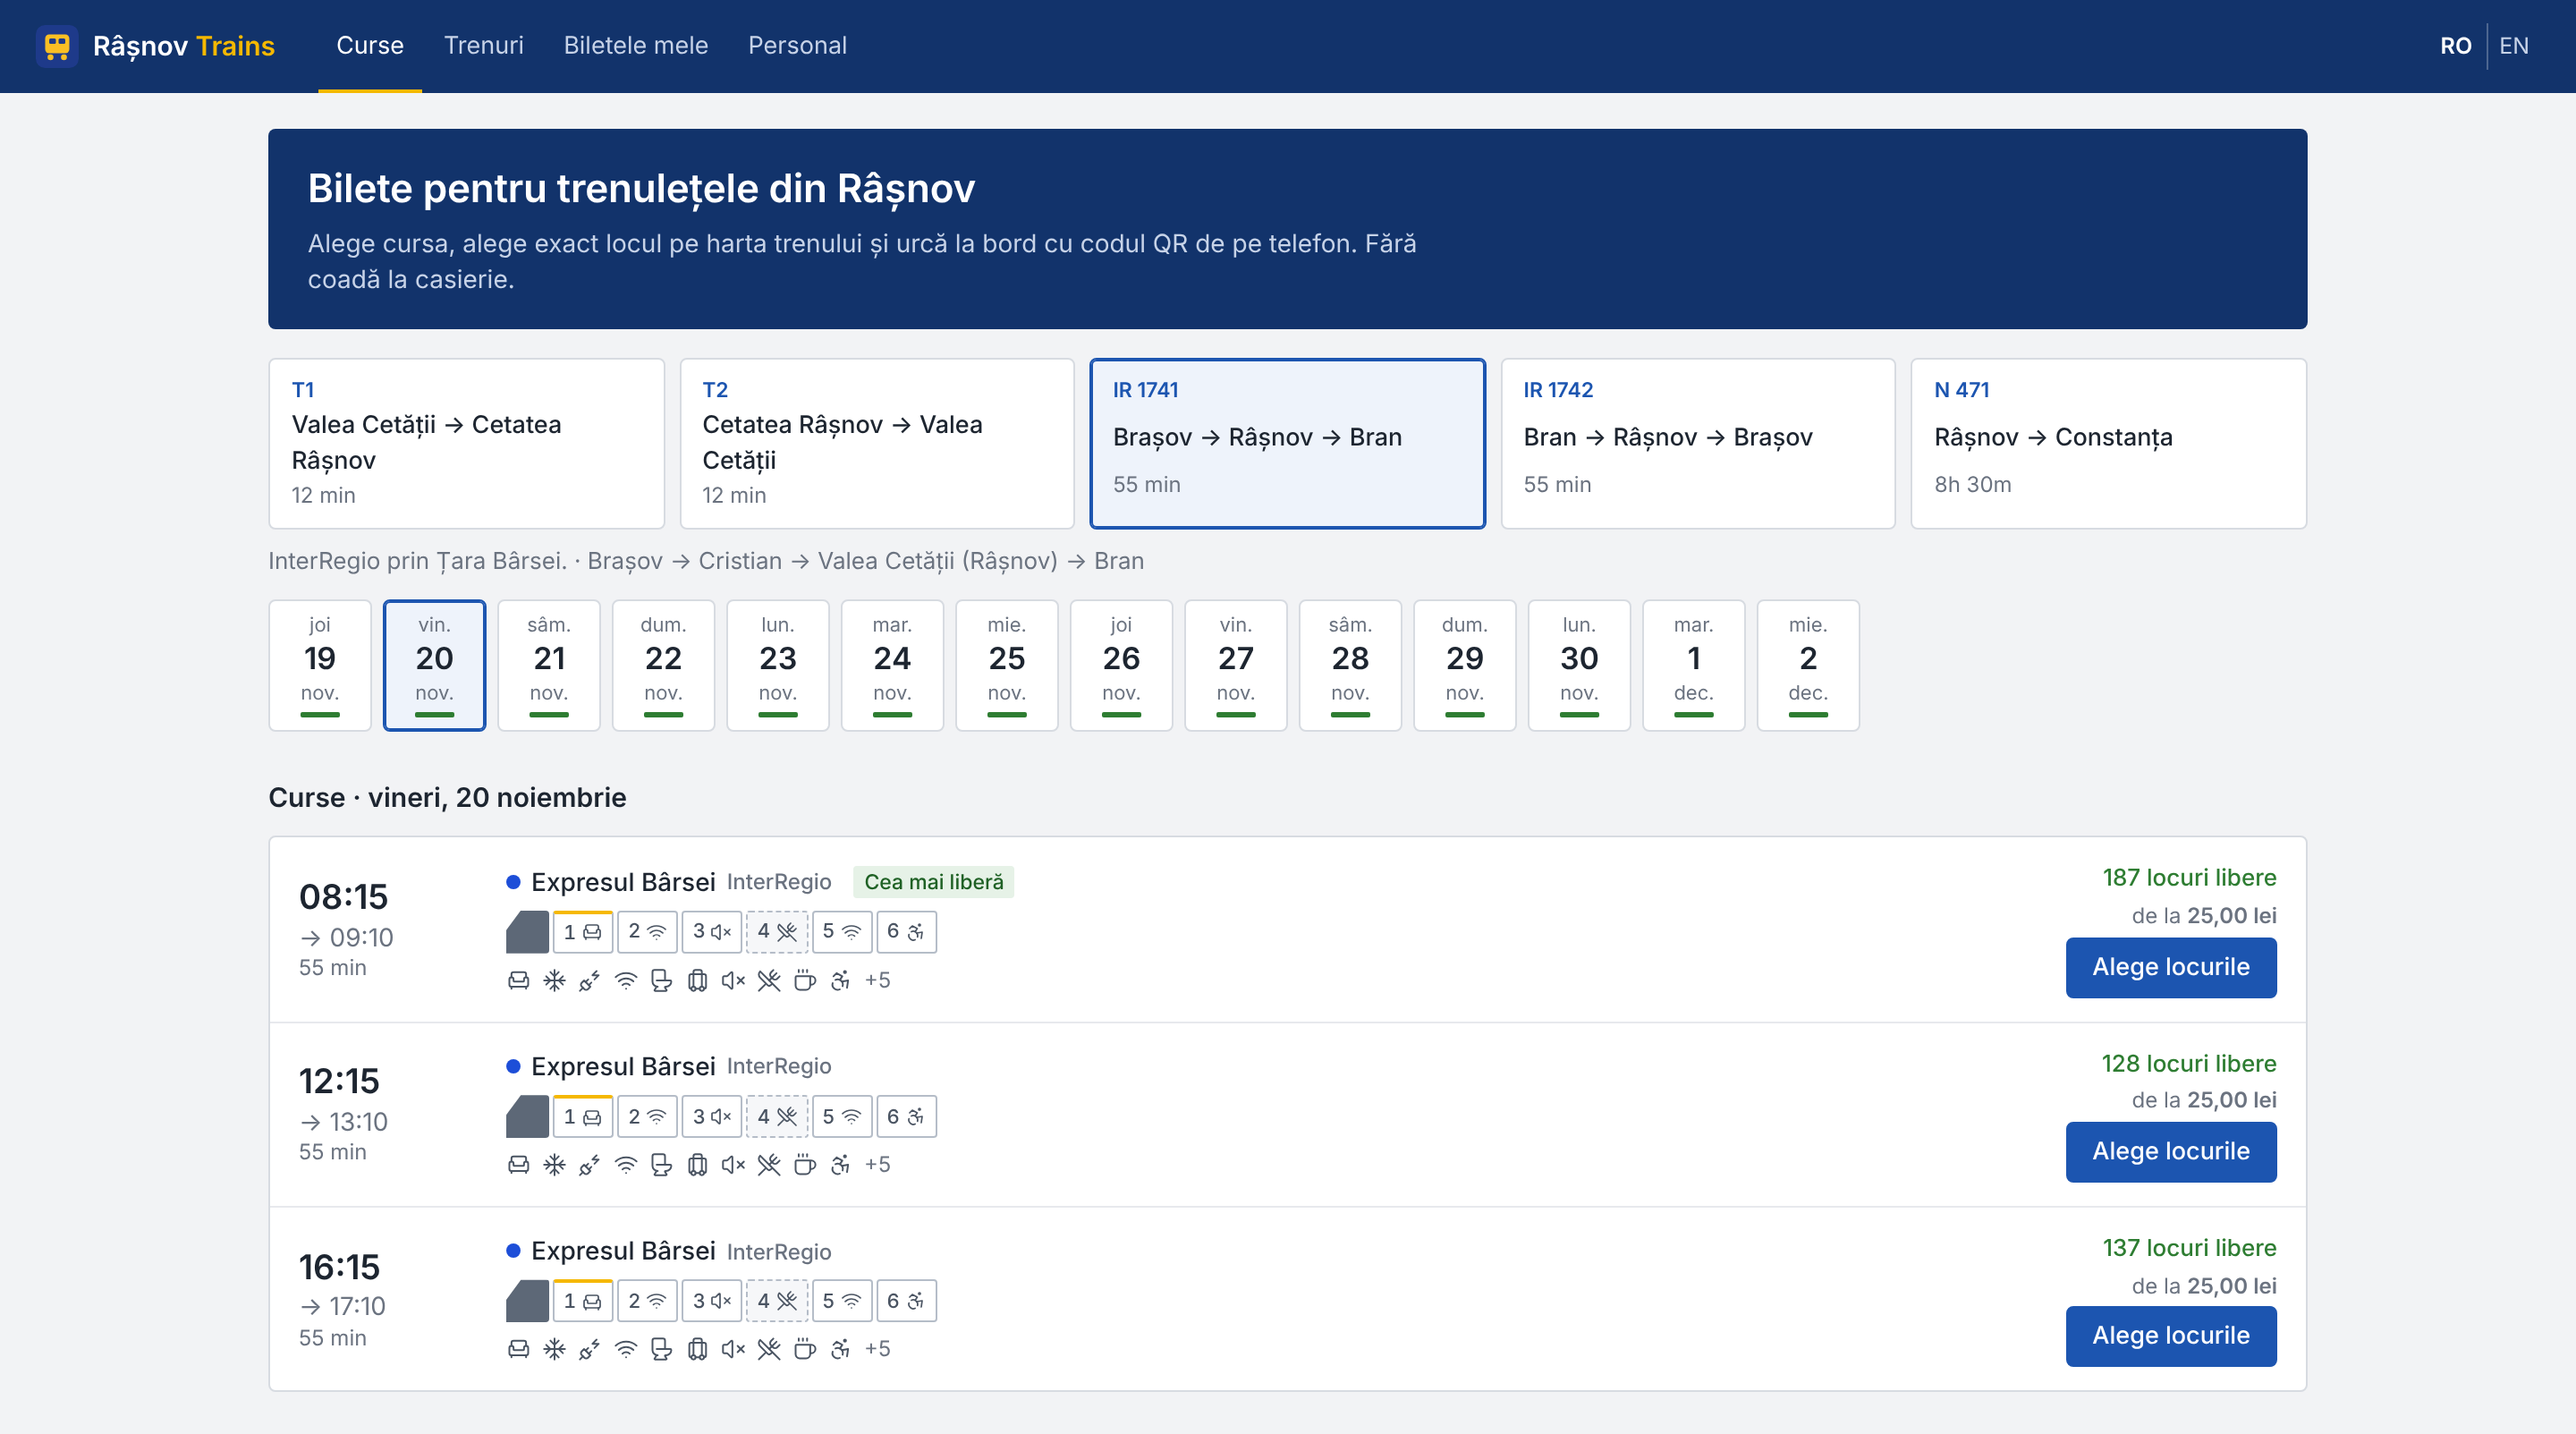 Râșnov Trains
Curse
Trenuri
Biletele mele
Personal
RO
EN
Bilete pentru trenulețele din Râșnov
Alege cursa, alege exact locul pe harta trenului și urcă la bord cu codul QR de pe telefon. Fără
coadă la casierie.
T1
Valea Cetății → Cetatea
Râșnov
12 min
T2
Cetatea Râșnov → Valea
Cetății
12 min
IR 1741
Brașov → Râșnov → Bran
55 min
IR 1742
Bran → Râșnov → Brașov
55 min
N 471
Râșnov → Constanța
8h 30m
InterRegio prin Țara Bârsei. · Brașov → Cristian → Valea Cetății (Râșnov) → Bran
joi
19
nov.
vin.
20
nov.
sâm.
21
nov.
dum.
22
nov.
lun.
23
nov.
mar.
24
nov.
mie.
25
nov.
joi
26
nov.
vin.
27
nov.
sâm.
28
nov.
dum.
29
nov.
lun.
30
nov.
mar.
1
dec.
mie.
2
dec.
Curse · vineri, 20 noiembrie
08:15
→ 09:10
55 min
Expresul Bârsei InterRegio Cea mai liberă
1 2 3 4 5 6
+5
187 locuri libere
de la 25,00 lei
Alege locurile
12:15
→ 13:10
55 min
Expresul Bârsei InterRegio
1 2 3 4 5 6
+5
128 locuri libere
de la 25,00 lei
Alege locurile
16:15
→ 17:10
55 min
Expresul Bârsei InterRegio
1 2 3 4 5 6
+5
137 locuri libere
de la 25,00 lei
Alege locurile